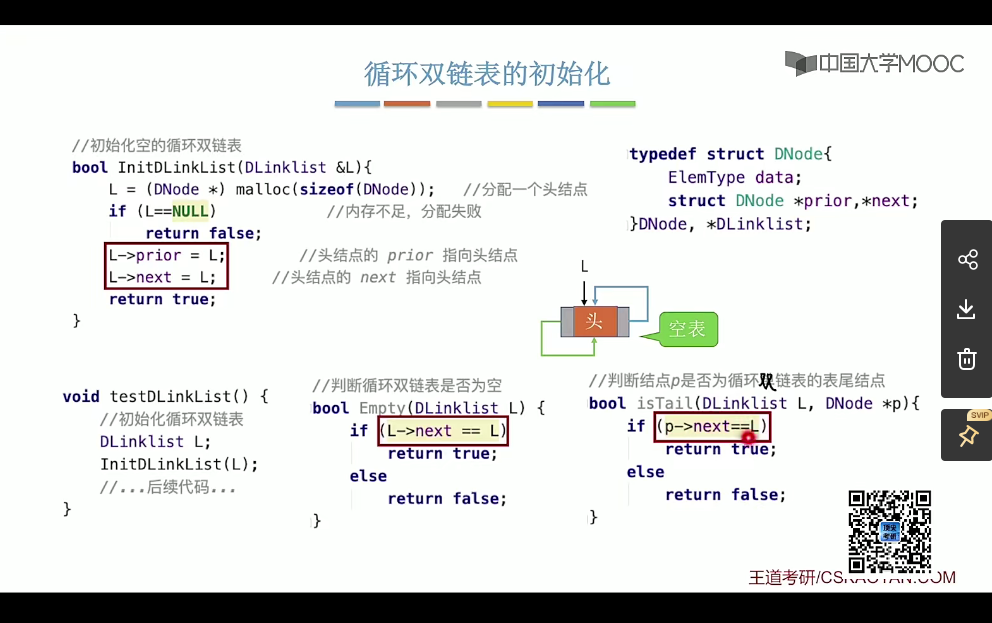 循环双链表的初始化
中国大学MOOC
//初始化空的循环双链表
bool InitDLinkList(DLinklist &L){
L = (DNode *) malloc(sizeof(DNode)); //分配一个头结点
if (L==NULL) //内存不足，分配失败
return false;
L->prior = L; //头结点的 prior 指向头结点
L->next = L; //头结点的 next 指向头结点
return true;
}
typedef struct DNode{
ElemType data;
struct DNode *prior,*next;
}DNode, *DLinklist;
L
头
空表
void testDLinkList() {
//初始化循环双链表
DLinklist L;
InitDLinkList(L);
//...后续代码...
}
//判断循环双链表是否为空
bool Empty(DLinklist L) {
if (L->next == L)
return true;
else
return false;
}
//判断结点p是否为循环双链表的表尾结点
bool isTail(DLinklist L, DNode *p){
if (p->next==L)
return true;
else
return false;
}
SVIP
王道考研/CSKAOYAN.COM